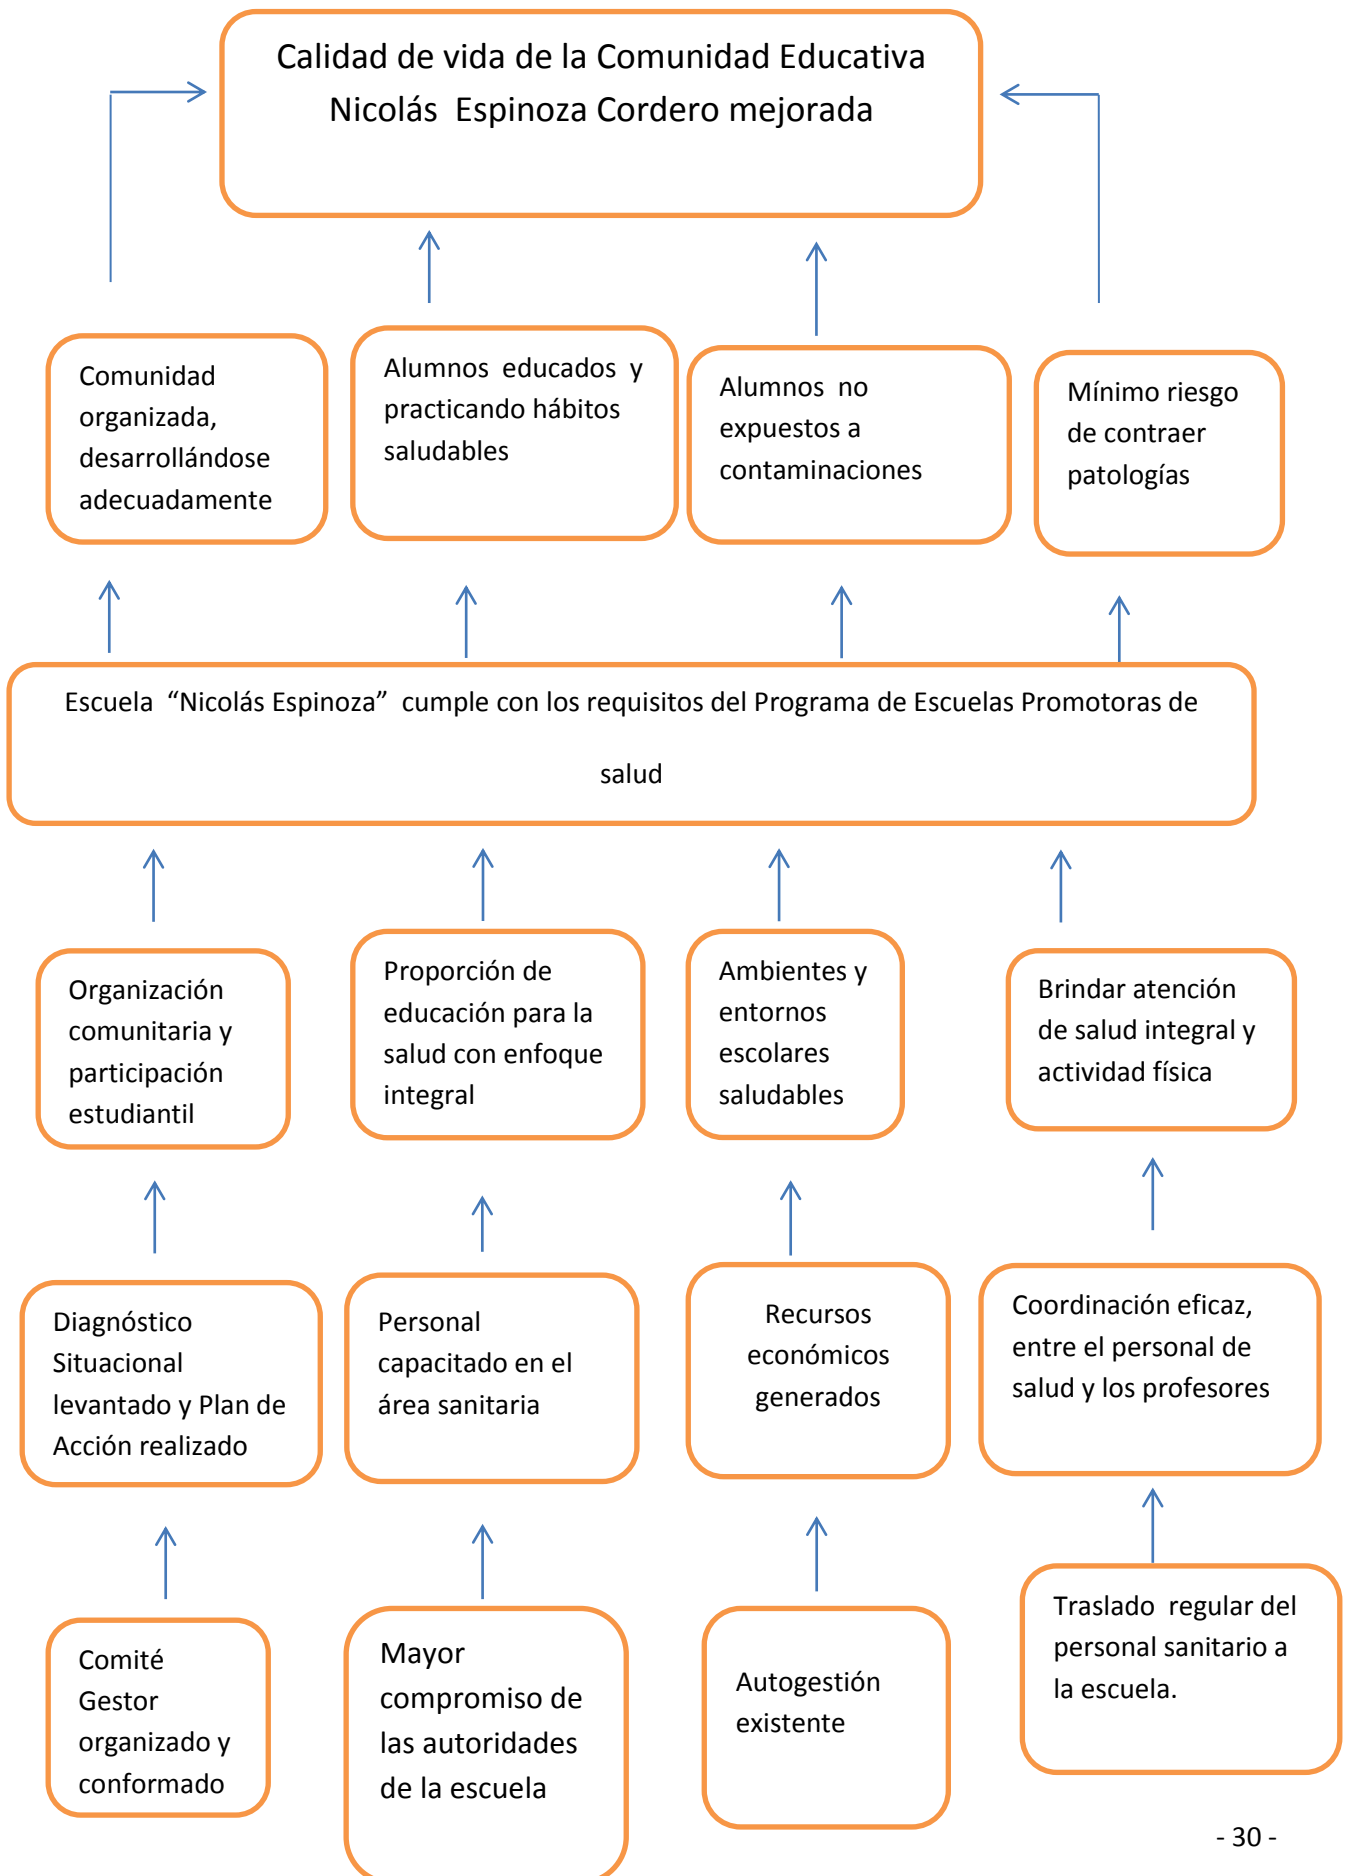 Calidad de vida de la Comunidad Educativa
Nicolás Espinoza Cordero mejorada
Comunidad
organizada,
desarrollándose
adecuadamente
Alumnos educados y
practicando hábitos
saludables
Alumnos no
expuestos a
contaminaciones
Mínimo riesgo
de contraer
patologías
Escuela “Nicolás Espinoza” cumple con los requisitos del Programa de Escuelas Promotoras de
salud
Organización
comunitaria y
participación
estudiantil
Proporción de
educación para la
salud con enfoque
integral
Ambientes y
entornos
escolares
saludables
Brindar atención
de salud integral y
actividad física
Diagnóstico
Situacional
levantado y Plan de
Acción realizado
Personal
capacitado en el
área sanitaria
Recursos
económicos
generados
Coordinación eficaz,
entre el personal de
salud y los profesores
Comité
Gestor
organizado y
conformado
Mayor
compromiso de
las autoridades
de la escuela
Autogestión
existente
Traslado regular del
personal sanitario a
la escuela.
- 30 -